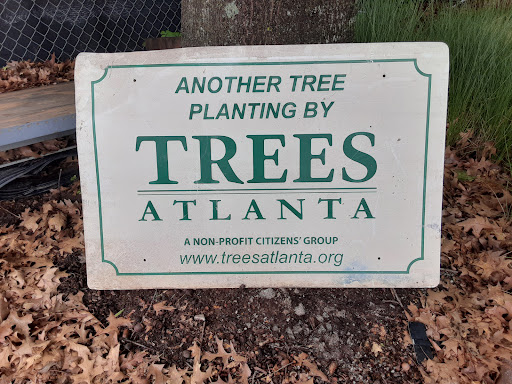 ANOTHER TREE
PLANTING BY
TREES
ATLANTA
A NON-PROFIT CITIZENS' GROUP
www.treesatlanta.org